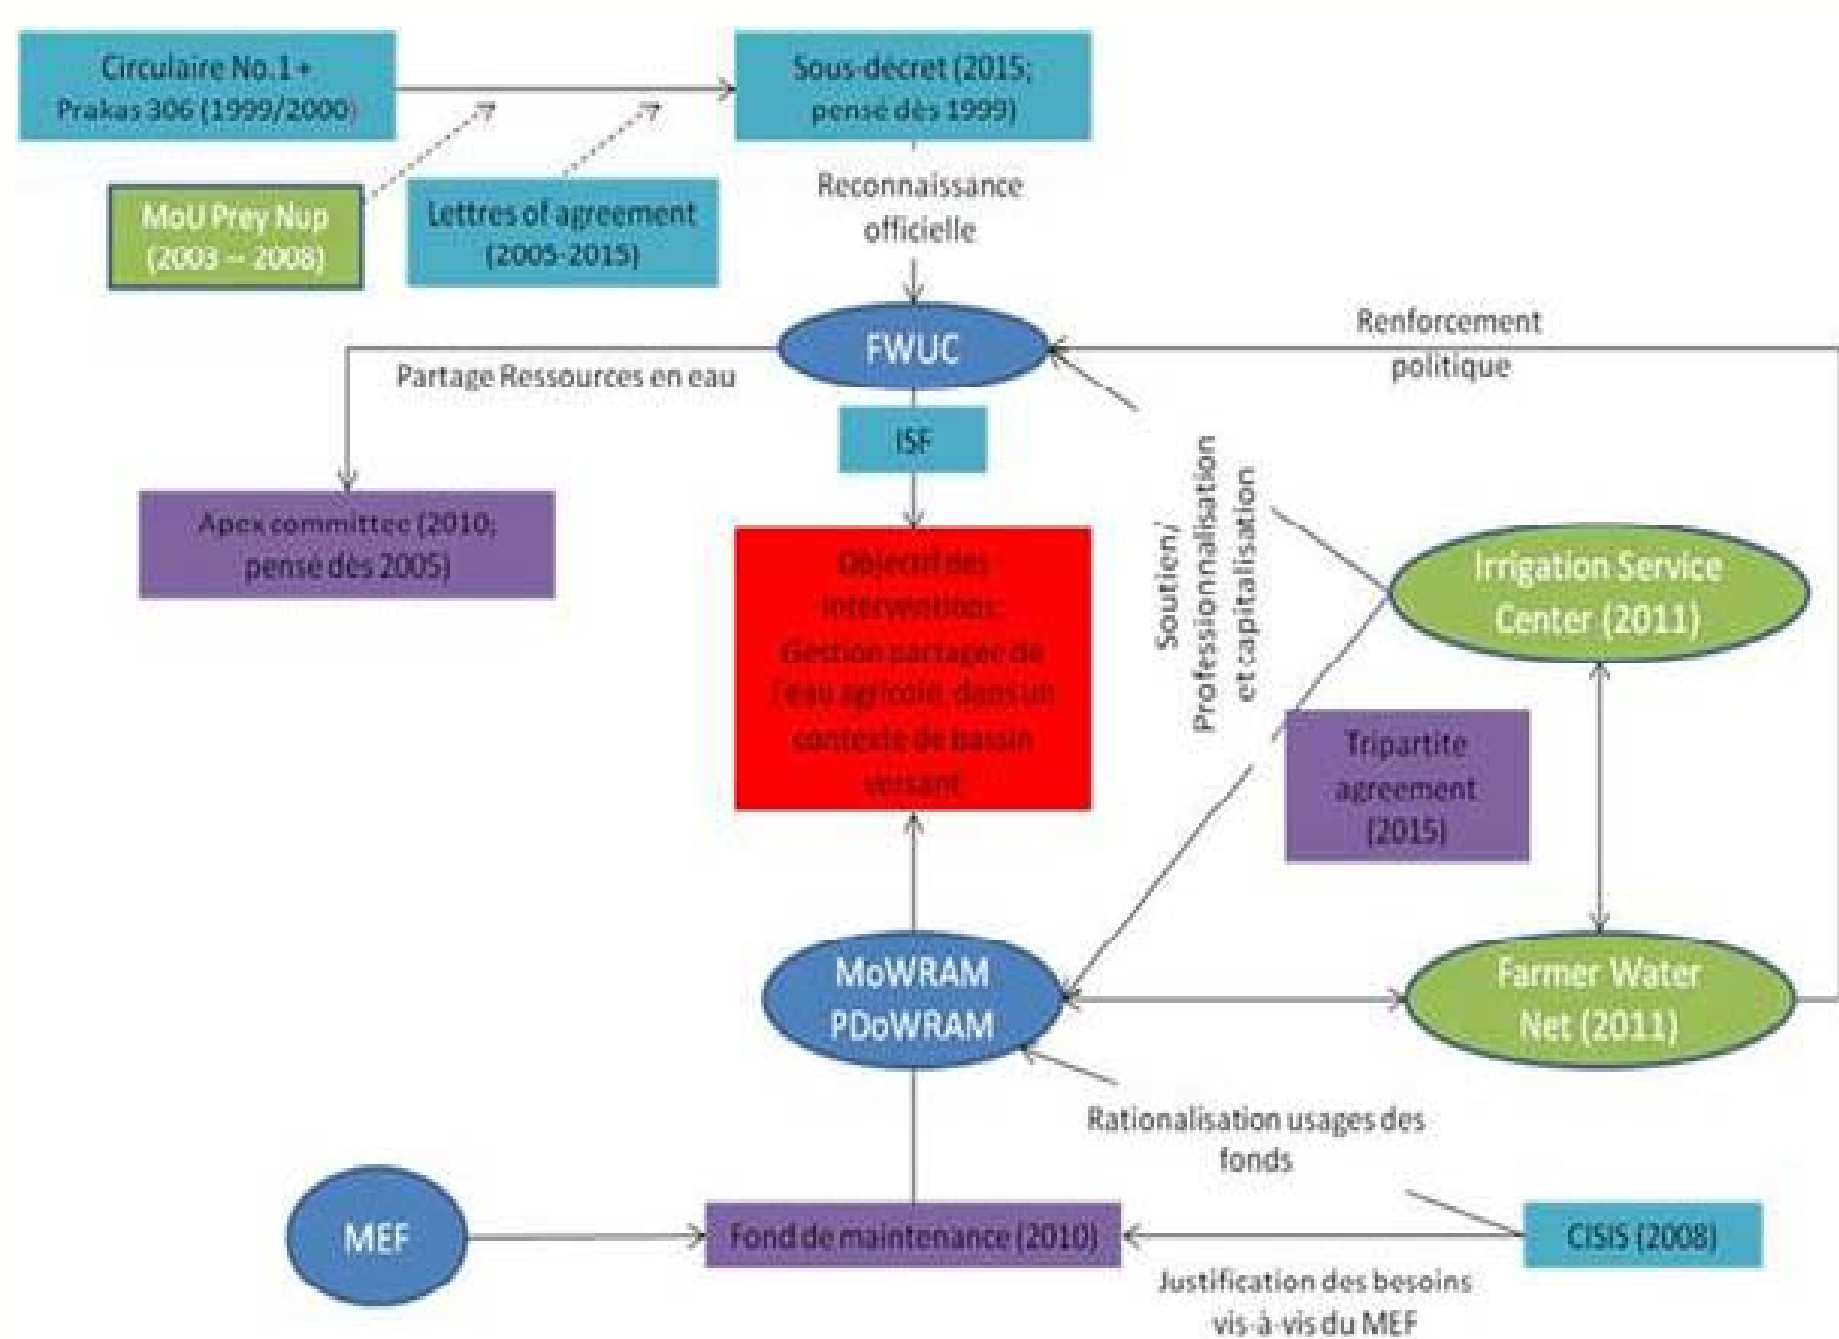 Circulaire No.1 +
Prakas 306 (1999/2000)
Sous-décret (2015;
pensé dès 1999)
MoU Prey Nup
(2003 – 2008)
Lettres of agreement
(2005-2015)
Reconnaissance
officielle
FWUC
Renforcement
politique
Partage Ressources en eau
ISF
Apex committee (2010;
pensé dès 2005)
Objectif des
interventions:
Gestion partagée de
l'eau agricole, dans un
contexte de bassin
versant
Soutien/
Professionnalisation
et capitalisation
Irrigation Service
Center (2011)
Tripartite
agreement
(2015)
MoWRAM
PDoWRAM
Farmer Water
Net (2011)
Rationalisation usages des
fonds
MEF
Fond de maintenance (2010)
CISIS (2008)
Justification des besoins
vis-à-vis du MEF